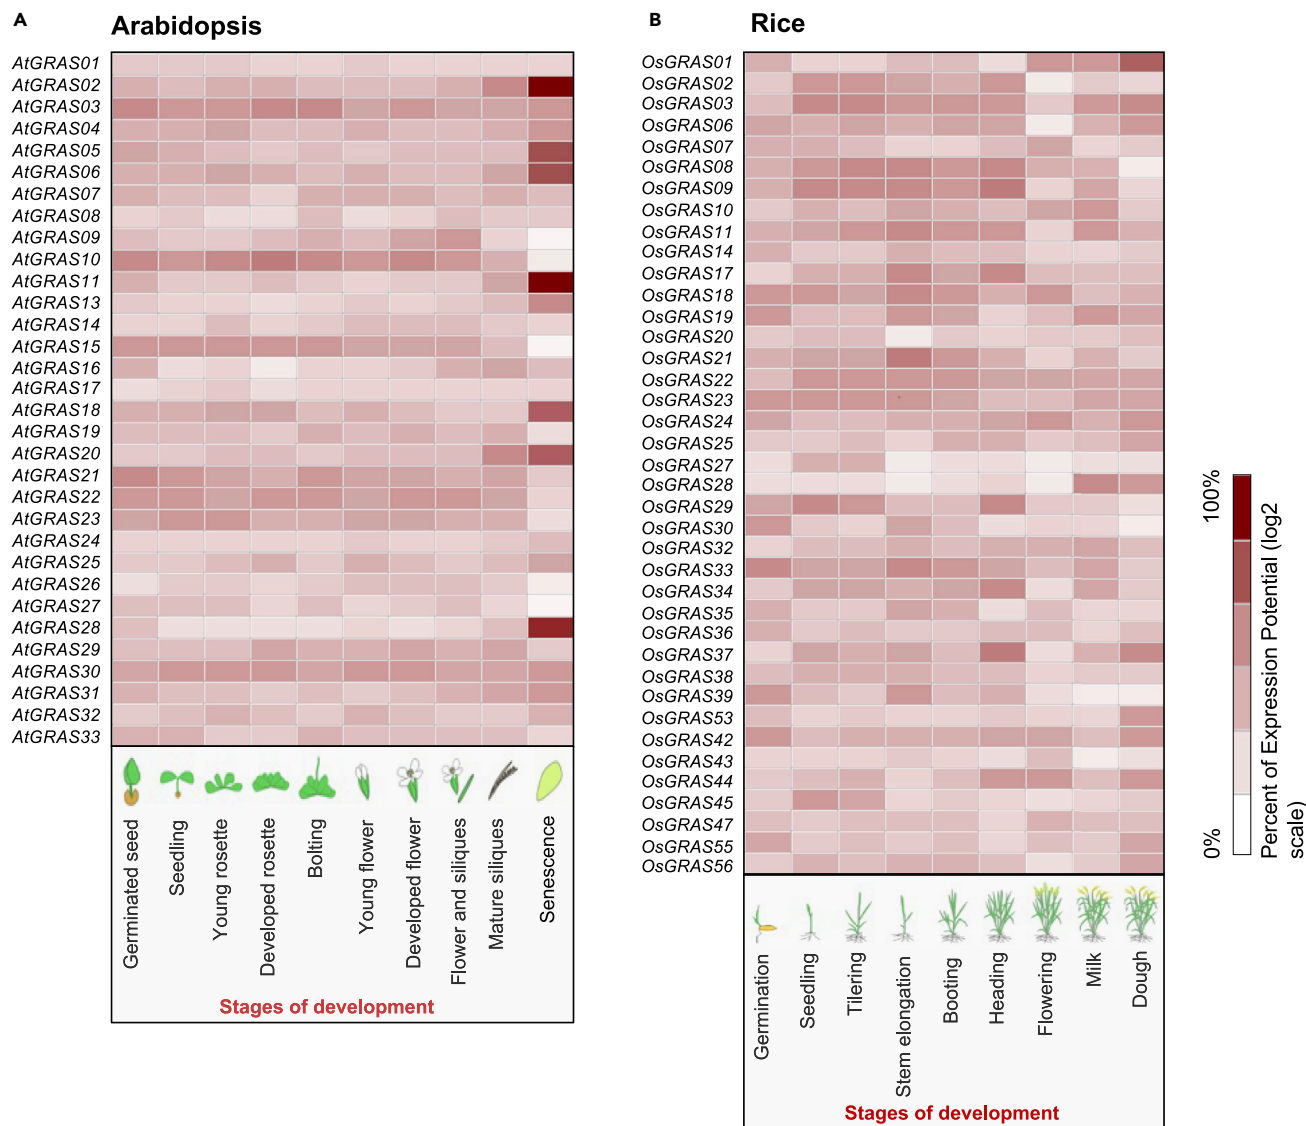 A
Arabidopsis
AtGRAS01
AtGRAS02
AtGRAS03
AtGRAS04
AtGRAS05
AtGRAS06
AtGRAS07
AtGRAS08
AtGRAS09
AtGRAS10
AtGRAS11
AtGRAS13
AtGRAS14
AtGRAS15
AtGRAS16
AtGRAS17
AtGRAS18
AtGRAS19
AtGRAS20
AtGRAS21
AtGRAS22
AtGRAS23
AtGRAS24
AtGRAS25
AtGRAS26
AtGRAS27
AtGRAS28
AtGRAS29
AtGRAS30
AtGRAS31
AtGRAS32
AtGRAS33
Germinated seed
Seedling
Young rosette
Developed rosette
Bolting
Young flower
Developed flower
Flower and siliques
Mature siliques
Senescence
Stages of development
B
Rice
OsGRAS01
OsGRAS02
OsGRAS03
OsGRAS06
OsGRAS07
OsGRAS08
OsGRAS09
OsGRAS10
OsGRAS11
OsGRAS14
OsGRAS17
OsGRAS18
OsGRAS19
OsGRAS20
OsGRAS21
OsGRAS22
OsGRAS23
OsGRAS24
OsGRAS25
OsGRAS27
OsGRAS28
OsGRAS29
OsGRAS30
OsGRAS32
OsGRAS33
OsGRAS34
OsGRAS35
OsGRAS36
OsGRAS37
OsGRAS38
OsGRAS39
OsGRAS53
OsGRAS42
OsGRAS43
OsGRAS44
OsGRAS45
OsGRAS47
OsGRAS55
OsGRAS56
Germination
Seedling
Tilering
Stem elongation
Booting
Heading
Flowering
Milk
Dough
Stages of development
100%
0%
Percent of Expression Potential (log2
scale)